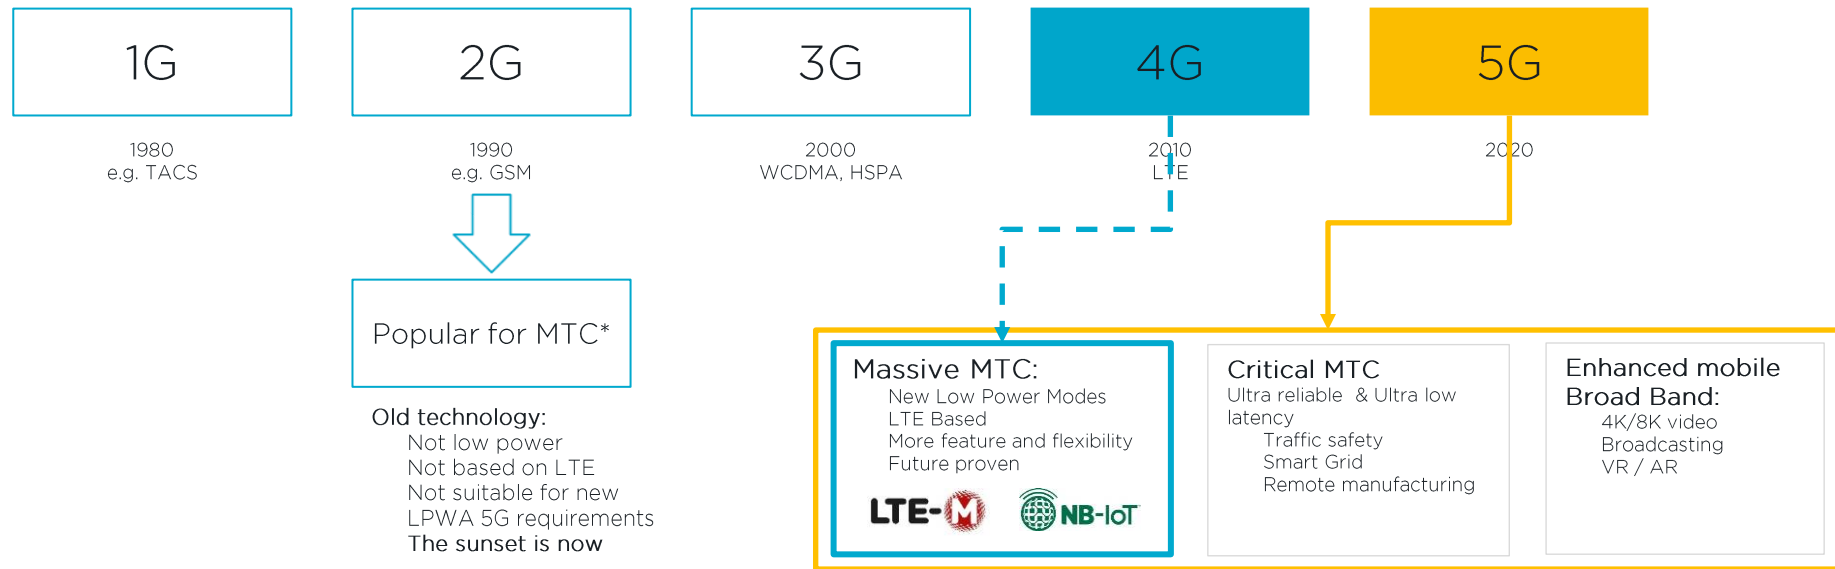 1G
2G
3G
4G
5G
1980
e.g. TACS
1990
e.g. GSM
2000
WCDMA, HSPA
2010
LTE
2020
Popular for MTC*
Old technology:
Not low power
Not based on LTE
Not suitable for new
LPWA 5G requirements
The sunset is now
Massive MTC:
New Low Power Modes
LTE Based
More feature and flexibility
Future proven
LTE-M
NB-IoT
Critical MTC
Ultra reliable & Ultra low
latency
Traffic safety
Smart Grid
Remote manufacturing
Enhanced mobile
Broad Band:
4K/8K video
Broadcasting
VR / AR